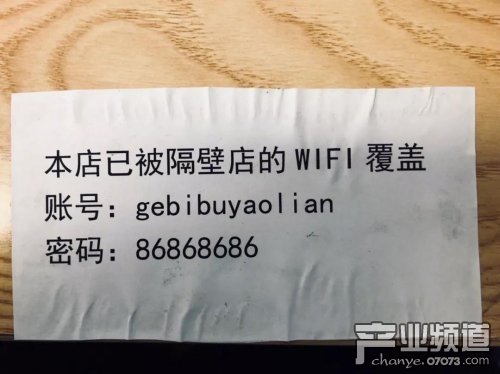 本店已被隔壁店的WIFI覆盖
账号：gebibuyaolian
密码：86868686
产业频道
chanye.07073.com